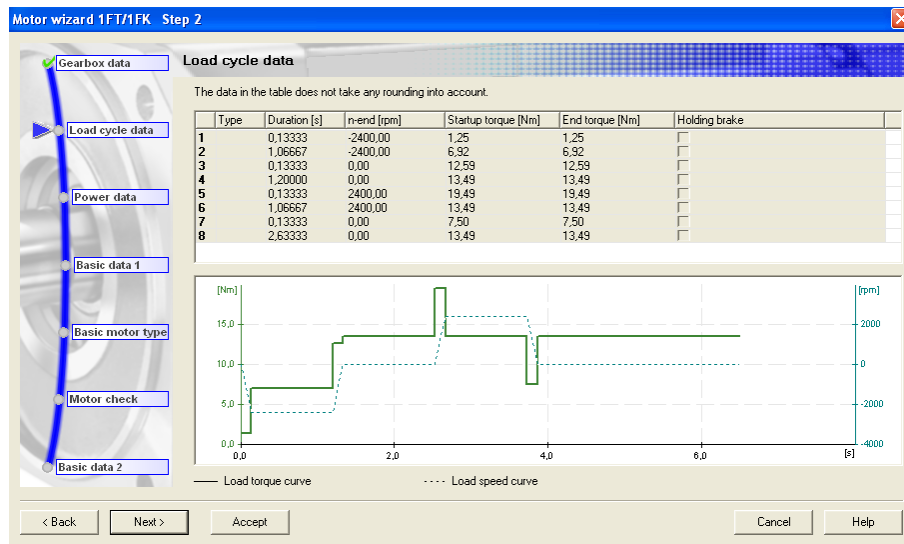 Motor wizard 1FT/1FK Step 2
Gearbox data
Load cycle data
Power data
Basic data 1
Basic motor type
Motor check
Basic data 2
Load cycle data
The data in the table does not take any rounding into account.
Type Duration [s] n-end [rpm] Startup torque [Nm] End torque [Nm] Holding brake
1 0,13333 -2400,00 1,25 1,25
2 1,06667 -2400,00 6,92 6,92
3 0,13333 0,00 12,59 12,59
4 1,20000 0,00 13,49 13,49
5 0,13333 2400,00 19,49 19,49
6 1,06667 2400,00 13,49 13,49
7 0,13333 0,00 7,50 7,50
8 2,63333 0,00 13,49 13,49
[Nm] [rpm]
15,0 2000
10,0 0
5,0 -2000
0,0 -4000
0,0 2,0 4,0 6,0 [s]
Load torque curve Load speed curve
< Back Next > Accept Cancel Help